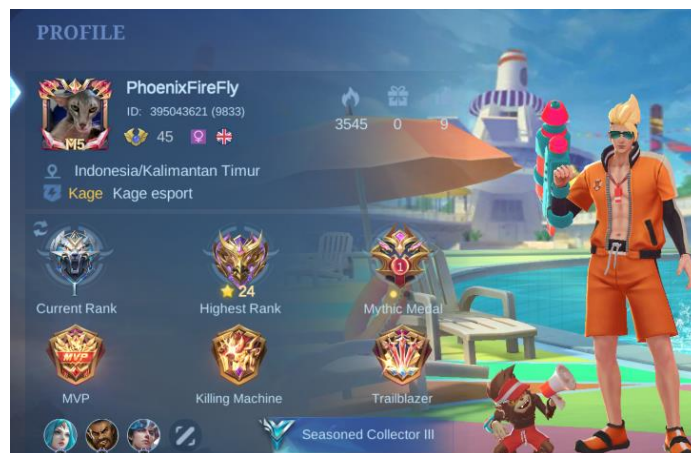 PROFILE
PhoenixFireFly
M5
ID: 395043621 (9833)
45
3545 0 9
Indonesia/Kalimantan Timur
Kage Kage esport
24
1
Current Rank Highest Rank Mythic Medal
MVP
MVP Killing Machine Trailblazer
Seasoned Collector III